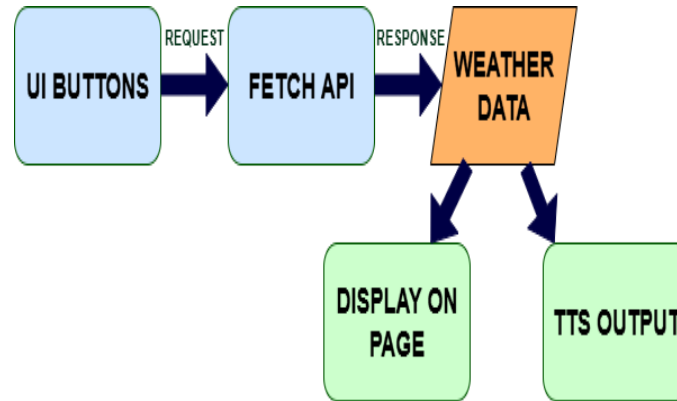 UI BUTTONS
REQUEST
FETCH API
RESPONSE
WEATHER
DATA
DISPLAY ON
PAGE
TTS OUTPUT